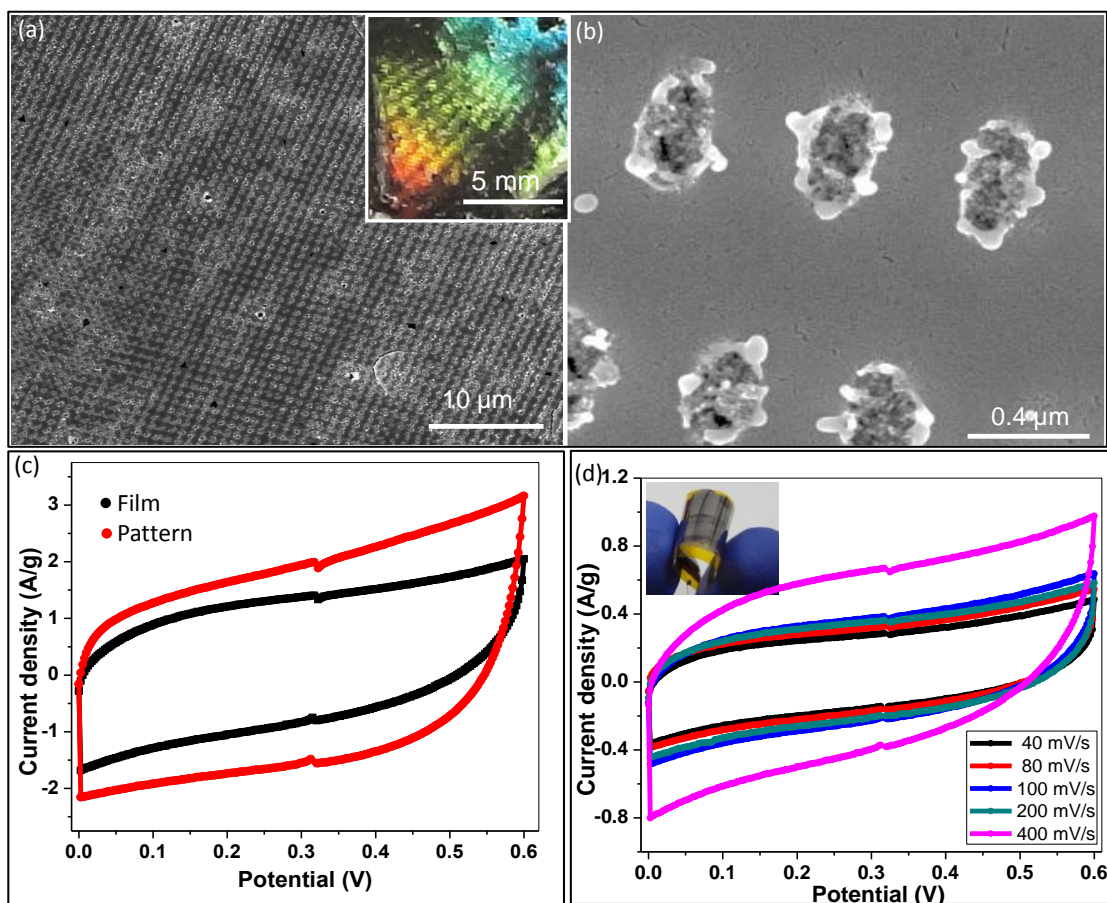 (a)
5 mm
10 μm
(b)
0.4 μm
(c)
Film
Pattern
3
2
1
0
-1
-2
0.0 0.1 0.2 0.3 0.4 0.5 0.6
Current density (A/g)
Potential (V)
(d)
1.2
0.8
0.4
0.0
-0.4
-0.8
0.0 0.1 0.2 0.3 0.4 0.5 0.6
Current density (A/g)
Potential (V)
40 mV/s
80 mV/s
100 mV/s
200 mV/s
400 mV/s